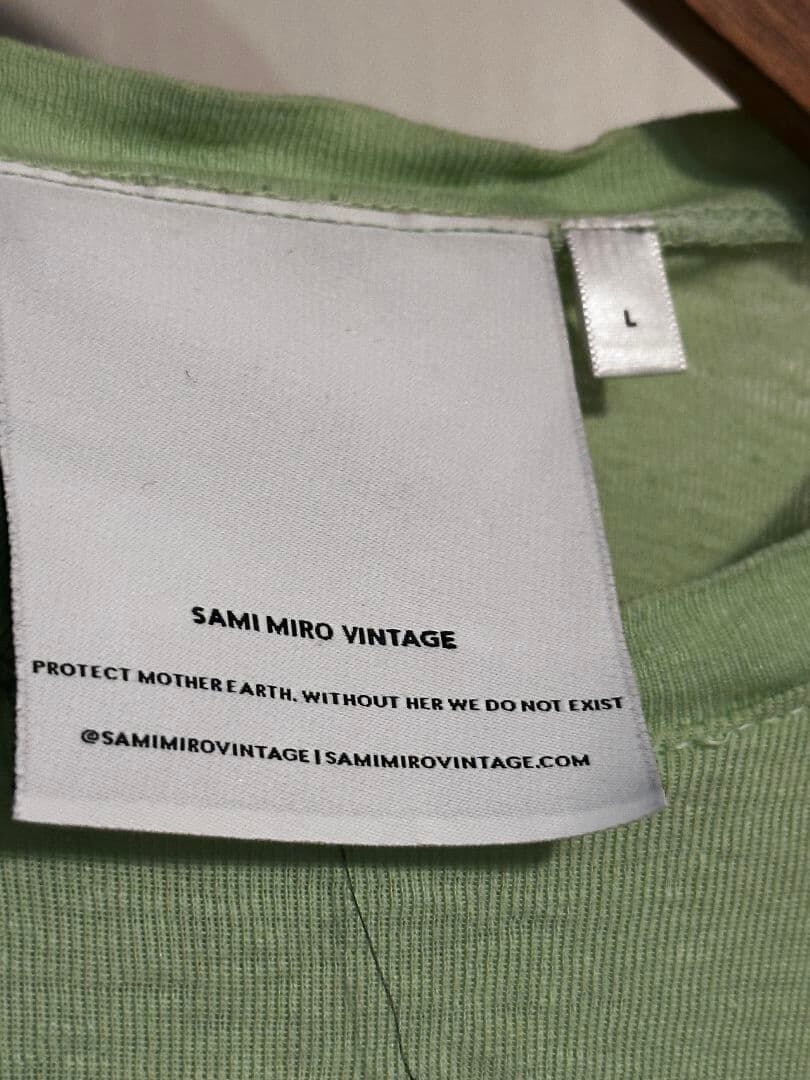 L
SAMI MIRO VINTAGE
PROTECT MOTHER EARTH. WITHOUT HER WE DO NOT EXIST
@SAMIMIROVINTAGE | SAMIMIROVINTAGE.COM